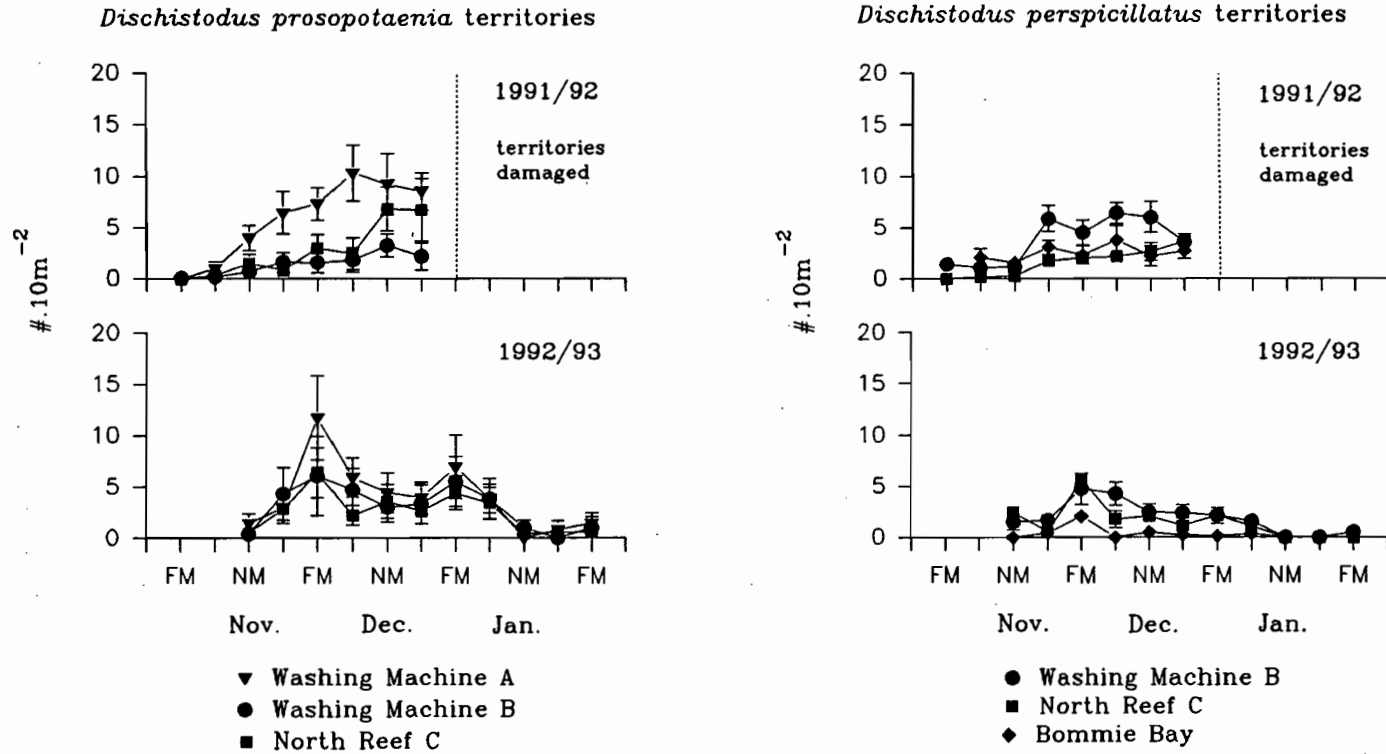 Dischistodus prosopotaenia territories
20
15
10
5
0
1991/92
territories
damaged
#.10m⁻²
20
15
10
5
0
1992/93
FM NM FM NM FM NM FM
Nov. Dec. Jan.
Washing Machine A
Washing Machine B
North Reef C
Dischistodus perspicillatus territories
20
15
10
5
0
1991/92
territories
damaged
#.10m⁻²
20
15
10
5
0
1992/93
FM NM FM NM FM NM FM
Nov. Dec. Jan.
Washing Machine B
North Reef C
Bommie Bay